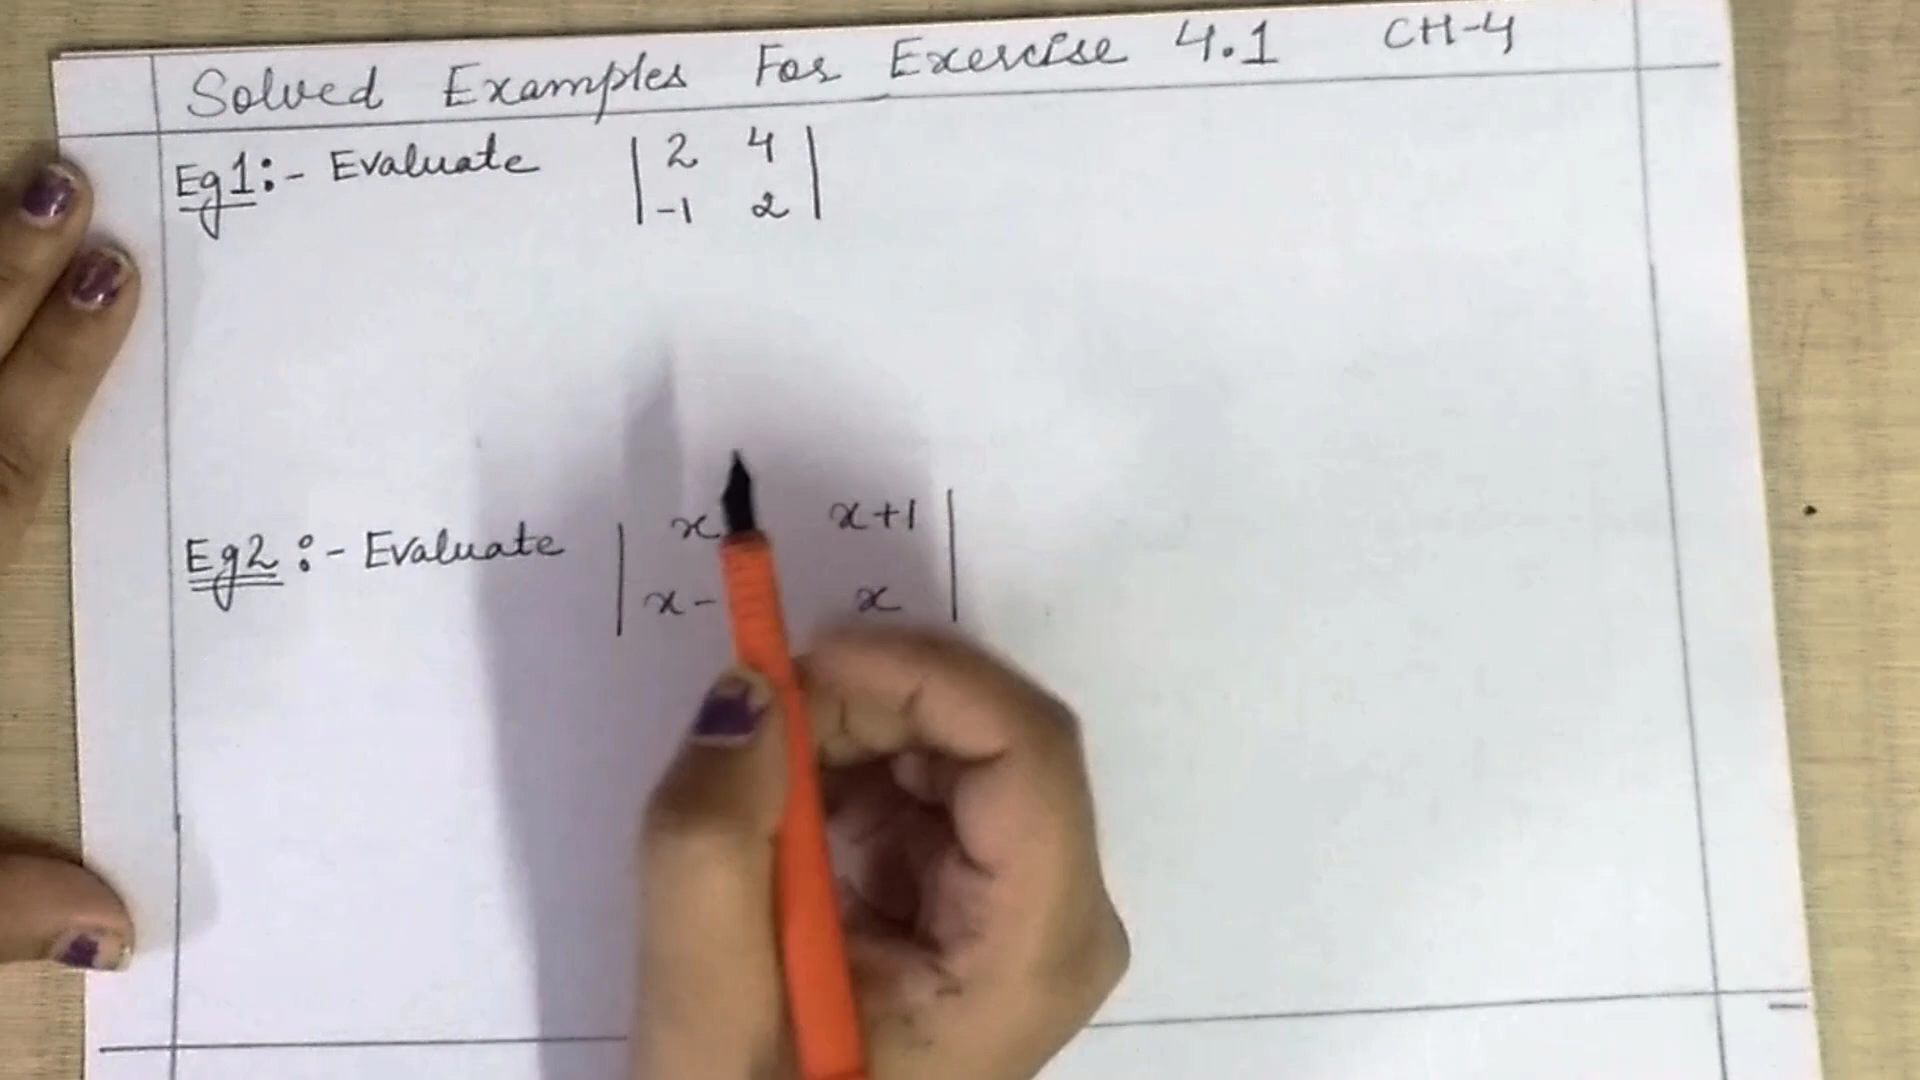 Solved Examples For Exercise 4.1 CH-4
Eg1:- Evaluate | 2 4 |
| -1 2 |
Eg2:- Evaluate | x x+1 |
| x- x |